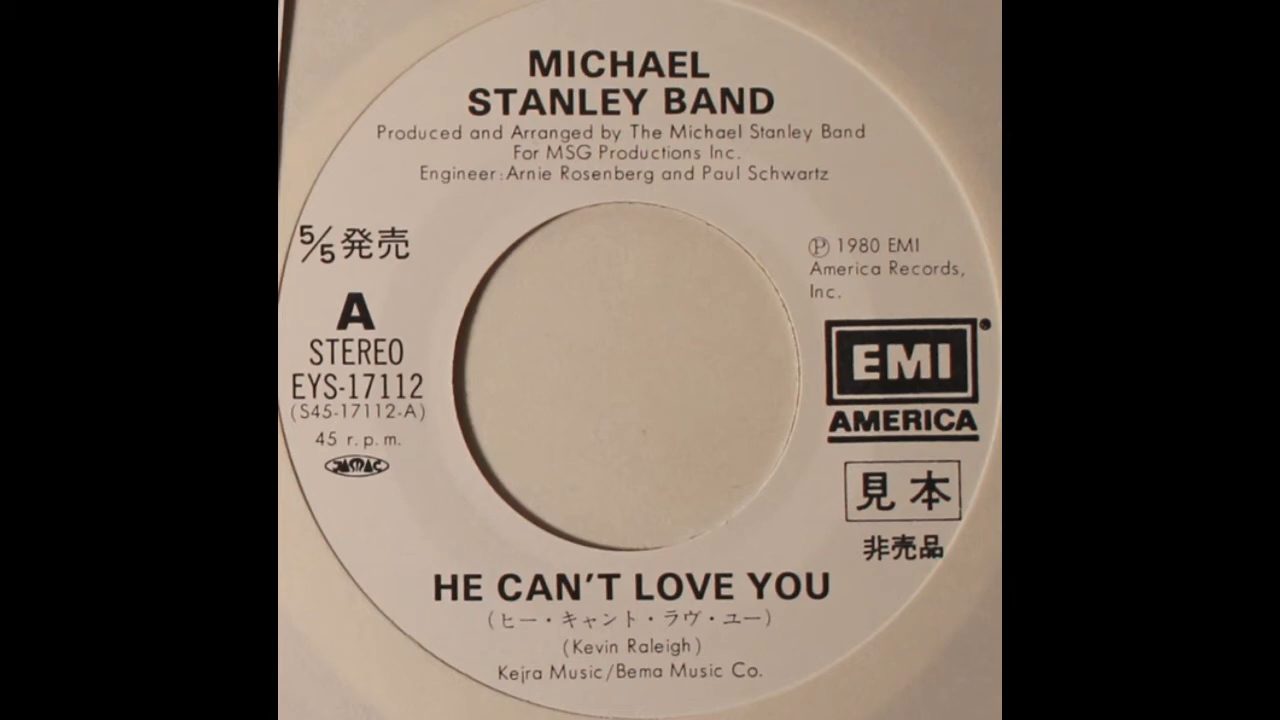 MICHAEL
STANLEY BAND
Produced and Arranged by The Michael Stanley Band
For MSG Productions Inc.
Engineer:Arnie Rosenberg and Paul Schwartz
5/5発売
A
STEREO
EYS-17112
(S45-17112-A)
45 r.p.m.
JASRAC
Ⓟ 1980 EMI
America Records,
Inc.
EMI
AMERICA
見本
非売品
HE CAN'T LOVE YOU
(ヒー・キャント・ラヴ・ユー)
(Kevin Raleigh)
Kejra Music/Bema Music Co.